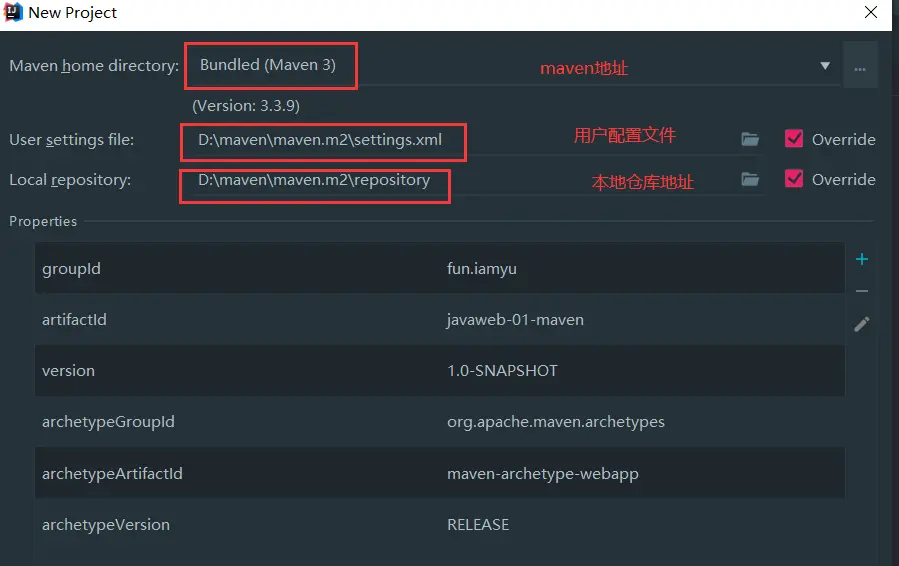 New Project
Maven home directory: Bundled (Maven 3) maven地址 ...
(Version: 3.3.9)
User settings file: D:\maven\maven.m2\settings.xml 用户配置文件 Override
Local repository: D:\maven\maven.m2\repository 本地仓库地址 Override
Properties
groupId fun.iamyu
artifactId javaweb-01-maven
version 1.0-SNAPSHOT
archetypeGroupId org.apache.maven.archetypes
archetypeArtifactId maven-archetype-webapp
archetypeVersion RELEASE